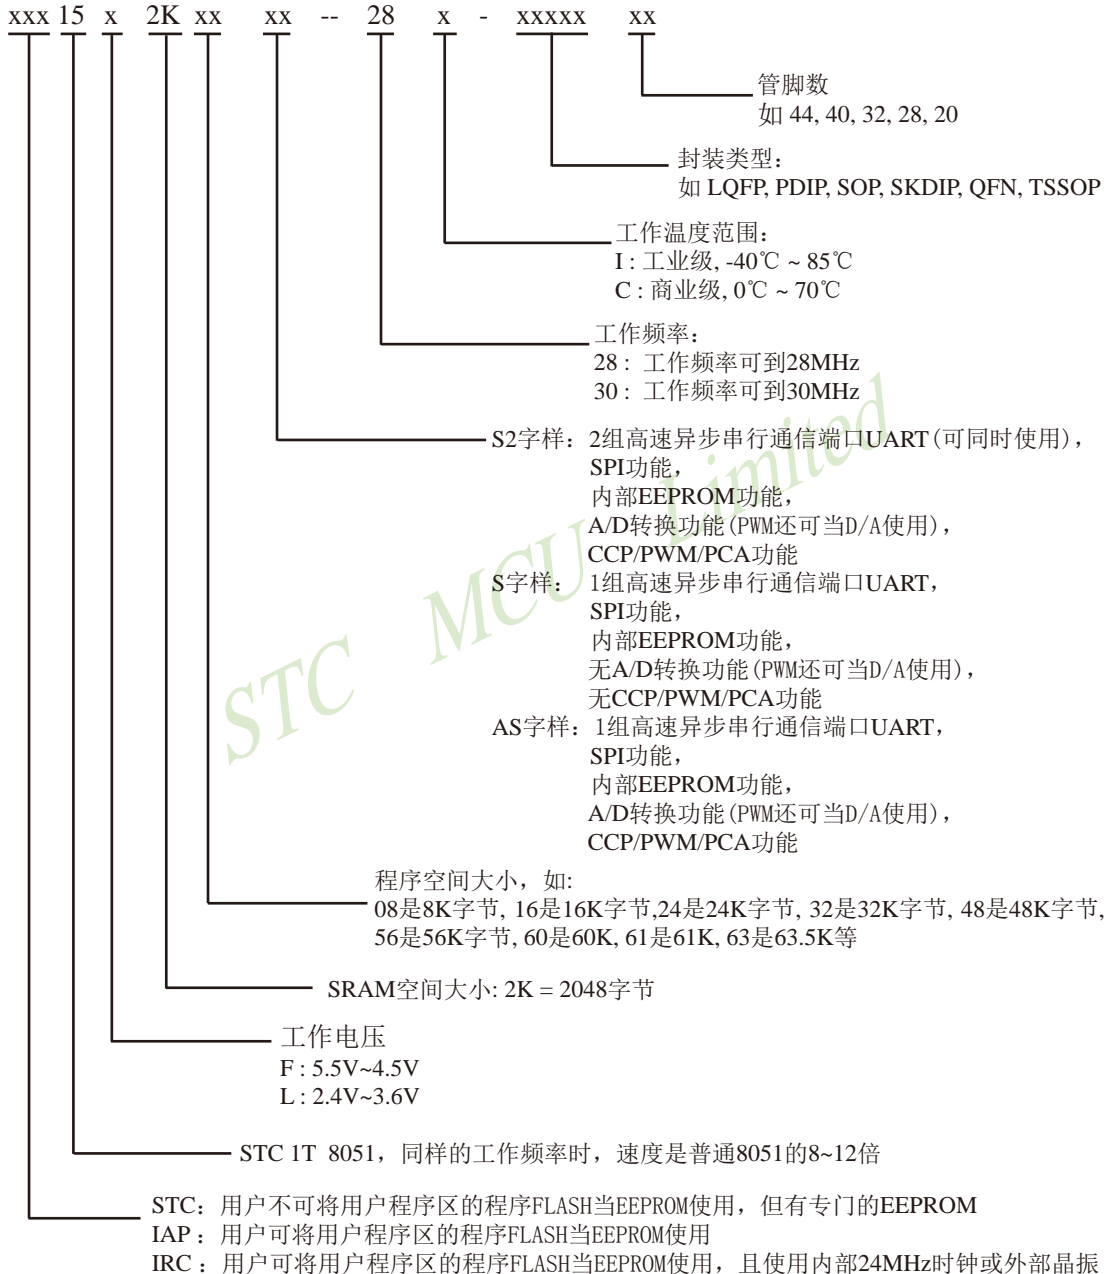 xxx 15 x 2K xx xx -- 28 x - xxxxx xx
管脚数
如 44, 40, 32, 28, 20
封装类型：
如 LQFP, PDIP, SOP, SKDIP, QFN, TSSOP
工作温度范围：
I : 工业级, -40℃ ~ 85℃
C : 商业级, 0℃ ~ 70℃
工作频率：
28 : 工作频率可到28MHz
30 : 工作频率可到30MHz
S2字样：2组高速异步串行通信端口UART(可同时使用)，
SPI功能，
内部EEPROM功能，
A/D转换功能(PWM还可当D/A使用)，
CCP/PWM/PCA功能
S字样： 1组高速异步串行通信端口UART，
SPI功能，
内部EEPROM功能，
无A/D转换功能(PWM还可当D/A使用)，
无CCP/PWM/PCA功能
AS字样：1组高速异步串行通信端口UART，
SPI功能，
内部EEPROM功能，
A/D转换功能(PWM还可当D/A使用)，
CCP/PWM/PCA功能
STC MCU Limited
程序空间大小，如:
08是8K字节, 16是16K字节,24是24K字节, 32是32K字节, 48是48K字节,
56是56K字节, 60是60K, 61是61K, 63是63.5K等
SRAM空间大小: 2K = 2048字节
工作电压
F : 5.5V~4.5V
L : 2.4V~3.6V
STC 1T 8051，同样的工作频率时，速度是普通8051的8~12倍
STC：用户不可将用户程序区的程序FLASH当EEPROM使用，但有专门的EEPROM
IAP：用户可将用户程序区的程序FLASH当EEPROM使用
IRC：用户可将用户程序区的程序FLASH当EEPROM使用，且使用内部24MHz时钟或外部晶振